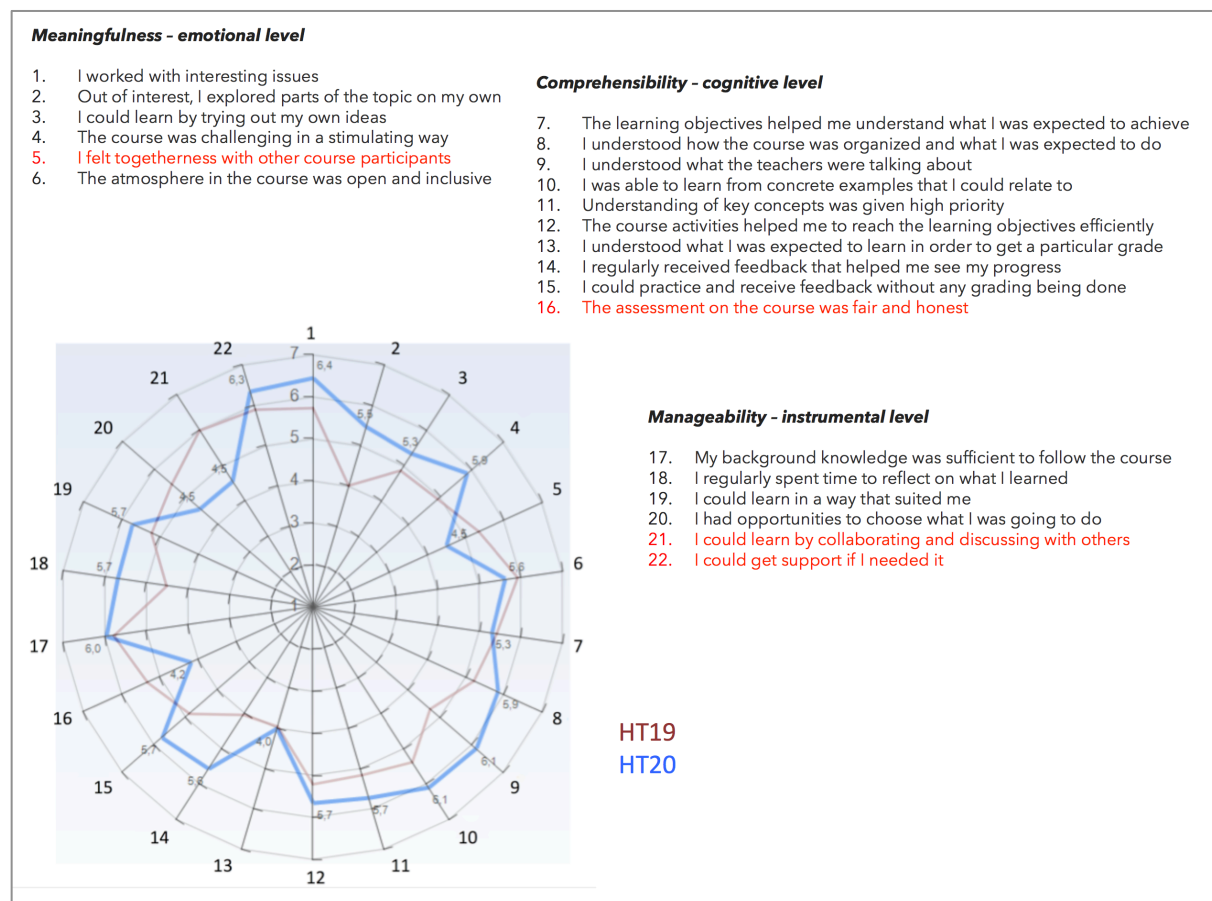 Meaningfulness – emotional level
1. I worked with interesting issues
2. Out of interest, I explored parts of the topic on my own
3. I could learn by trying out my own ideas
4. The course was challenging in a stimulating way
5. I felt togetherness with other course participants
6. The atmosphere in the course was open and inclusive
Comprehensibility – cognitive level
7. The learning objectives helped me understand what I was expected to achieve
8. I understood how the course was organized and what I was expected to do
9. I understood what the teachers were talking about
10. I was able to learn from concrete examples that I could relate to
11. Understanding of key concepts was given high priority
12. The course activities helped me to reach the learning objectives efficiently
13. I understood what I was expected to learn in order to get a particular grade
14. I regularly received feedback that helped me see my progress
15. I could practice and receive feedback without any grading being done
16. The assessment on the course was fair and honest
Manageability – instrumental level
17. My background knowledge was sufficient to follow the course
18. I regularly spent time to reflect on what I learned
19. I could learn in a way that suited me
20. I had opportunities to choose what I was going to do
21. I could learn by collaborating and discussing with others
22. I could get support if I needed it
1
2
3
4
5
6
7
8
9
10
11
12
13
14
15
16
17
18
19
20
21
22
7
6
5
4
3
2
1
6,4
5,3
5,9
4,5
5,6
5,3
5,9
6,1
6,1
5,7
5,7
4,0
5,7
4,2
6,0
5,7
5,7
4,5
4,5
6,3
HT19
HT20